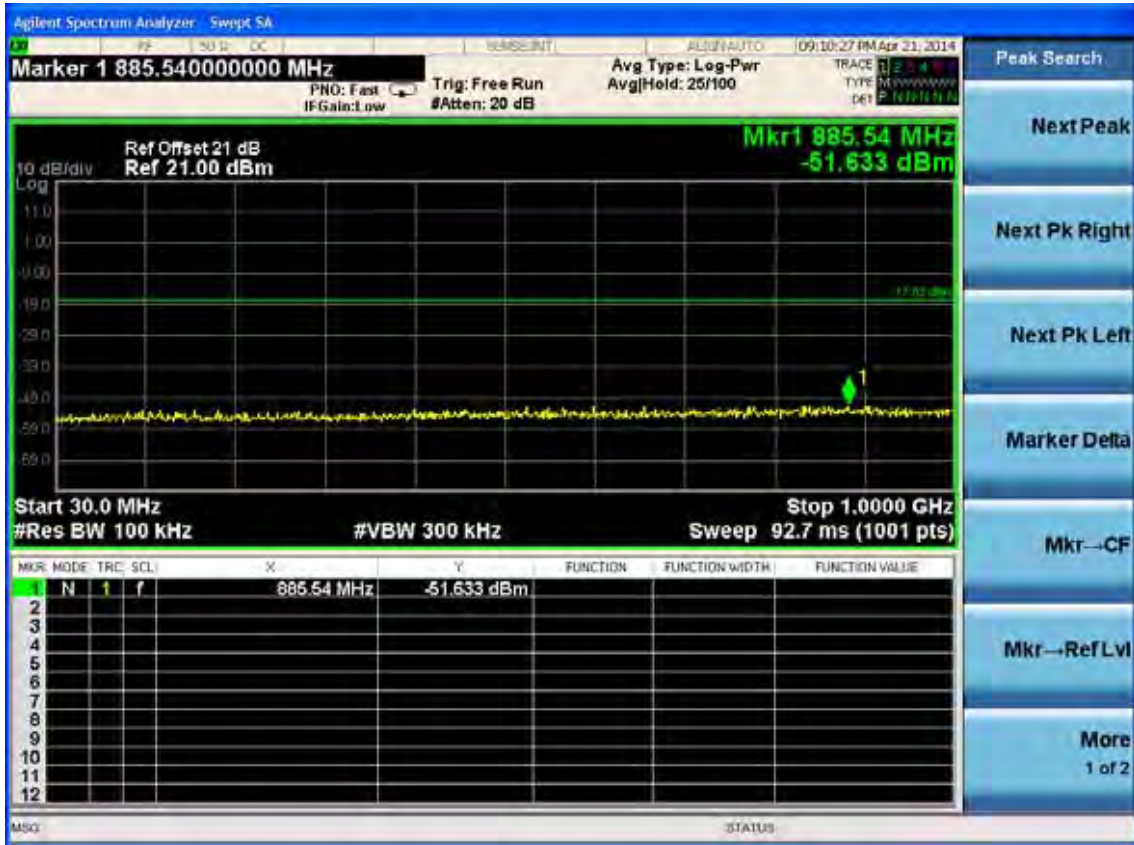 Agilent Spectrum Analyzer - Swept SA
RF 50 Ω DC SENSE:INT ALIGN AUTO 09:10:27 PM Apr 21, 2014
Marker 1 885.540000000 MHz
PNO: Fast
IFGain:Low
Trig: Free Run
#Atten: 20 dB
Avg Type: Log-Pwr
Avg|Hold: 25/100
TRACE 1 2 3 4
TYPE M
DET P N N N N N
Mkr1 885.54 MHz
-51.633 dBm
Ref Offset 21 dB
10 dB/div Ref 21.00 dBm
Log
11.0
1.00
-9.00
-19.0
-29.0
-39.0
-49.0
-59.0
-69.0
1
Start 30.0 MHz Stop 1.0000 GHz
#Res BW 100 kHz #VBW 300 kHz Sweep 92.7 ms (1001 pts)
MKR MODE TRC SCL X Y FUNCTION FUNCTION WIDTH FUNCTION VALUE
1 N 1 f 885.54 MHz -51.633 dBm
2
3
4
5
6
7
8
9
10
11
12
MSG STATUS
Peak Search
Next Peak
Next Pk Right
Next Pk Left
Marker Delta
Mkr→CF
Mkr→Ref Lvl
More
1 of 2